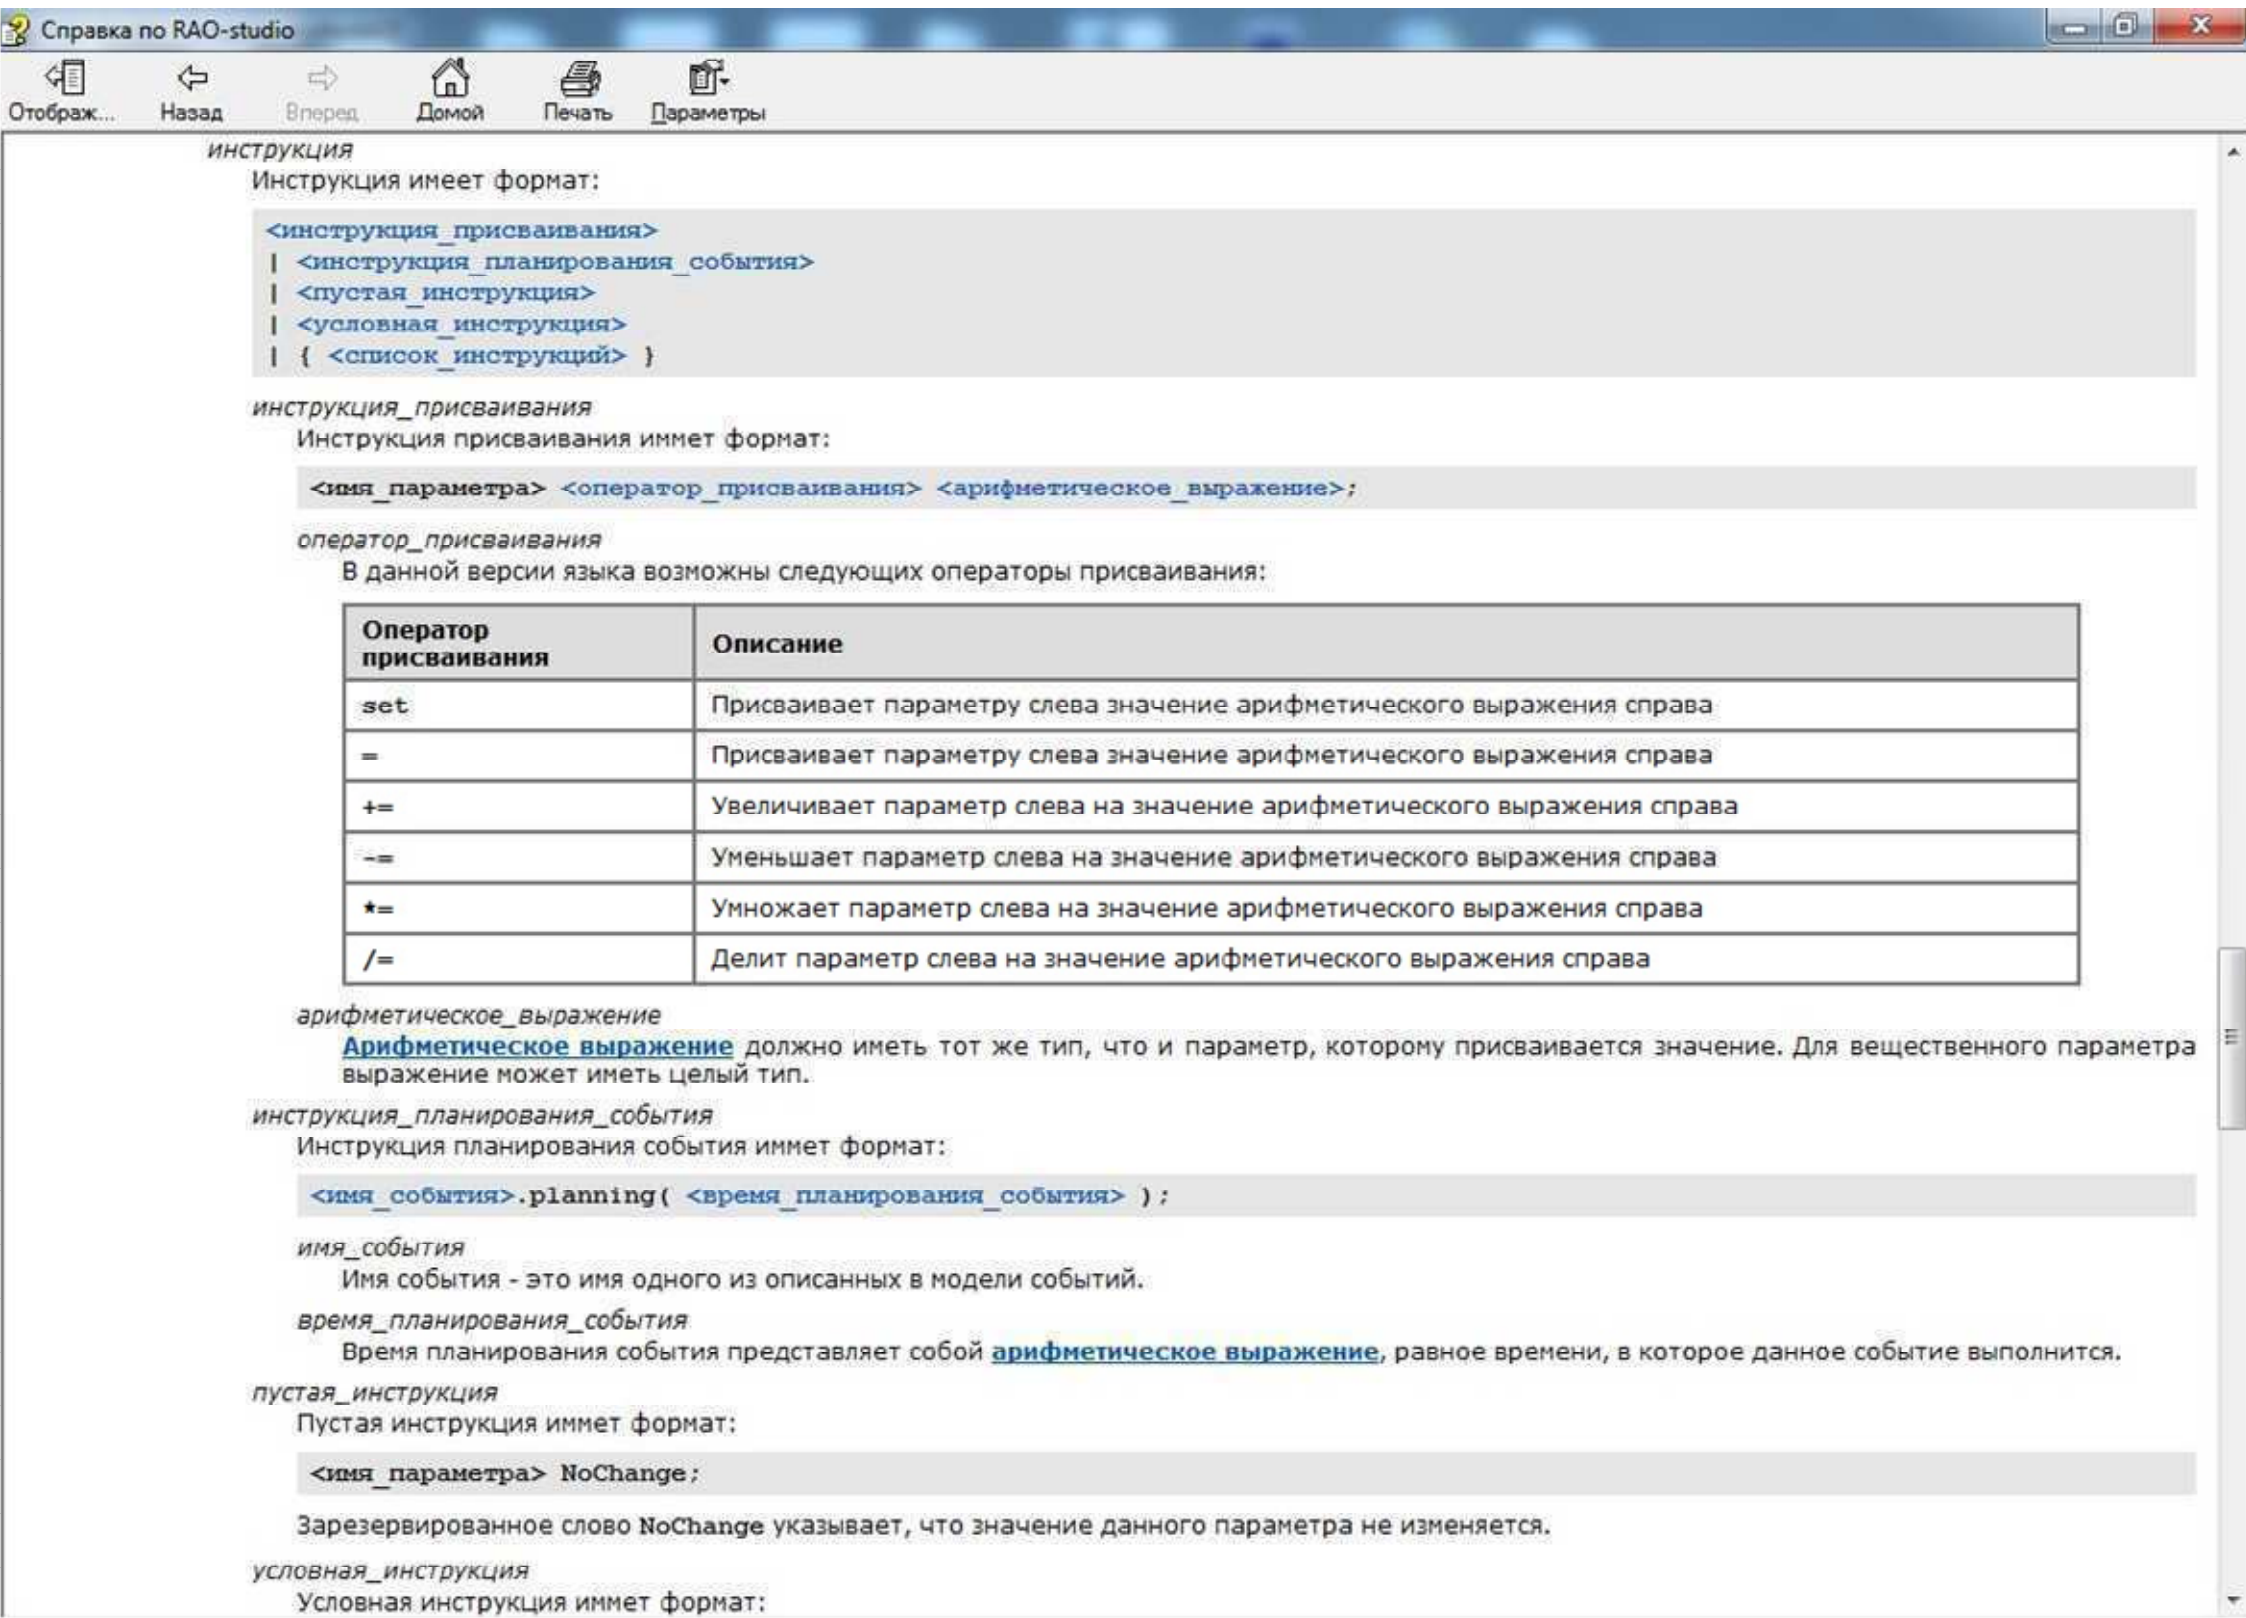 Справка по RAO-studio
Отображ... Назад Вперед Домой Печать Параметры
инструкция
Инструкция имеет формат:
<инструкция_присваивания>
| <инструкция_планирования_события>
| <пустая_инструкция>
| <условная_инструкция>
| { <список_инструкций> }
инструкция_присваивания
Инструкция присваивания иммет формат:
<имя_параметра> <оператор_присваивания> <арифметическое_выражение>;
оператор_присваивания
В данной версии языка возможны следующих операторы присваивания:
Оператор присваивания
Описание
set Присваивает параметру слева значение арифметического выражения справа
= Присваивает параметру слева значение арифметического выражения справа
+= Увеличивает параметр слева на значение арифметического выражения справа
-= Уменьшает параметр слева на значение арифметического выражения справа
*= Умножает параметр слева на значение арифметического выражения справа
/= Делит параметр слева на значение арифметического выражения справа
арифметическое_выражение
Арифметическое выражение должно иметь тот же тип, что и параметр, которому присваивается значение. Для вещественного параметра
выражение может иметь целый тип.
инструкция_планирования_события
Инструкция планирования события иммет формат:
<имя_события>.planning( <время_планирования_события> );
имя_события
Имя события - это имя одного из описанных в модели событий.
время_планирования_события
Время планирования события представляет собой арифметическое выражение, равное времени, в которое данное событие выполнится.
пустая_инструкция
Пустая инструкция иммет формат:
<имя_параметра> NoChange;
Зарезервированное слово NoChange указывает, что значение данного параметра не изменяется.
условная_инструкция
Условная инструкция иммет формат: